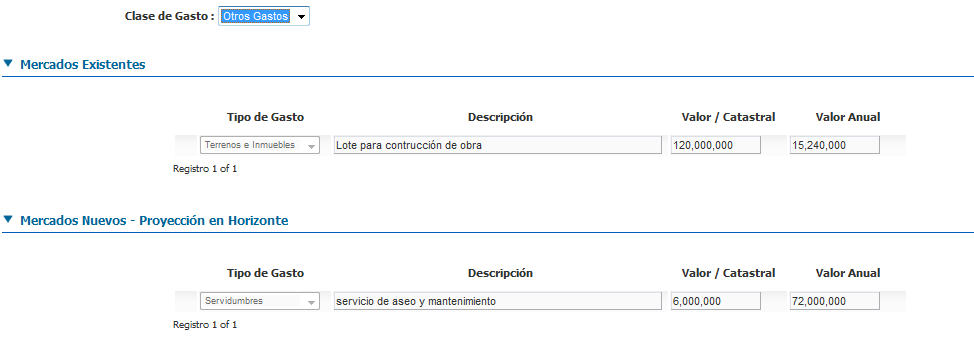 Clase de Gasto : Otros Gastos
Mercados Existentes
Tipo de Gasto Descripción Valor / Catastral Valor Anual
Terrenos e Inmuebles Lote para contrucción de obra 120,000,000 15,240,000
Registro 1 of 1
Mercados Nuevos - Proyección en Horizonte
Tipo de Gasto Descripción Valor / Catastral Valor Anual
Servidumbres servicio de aseo y mantenimiento 6,000,000 72,000,000
Registro 1 of 1